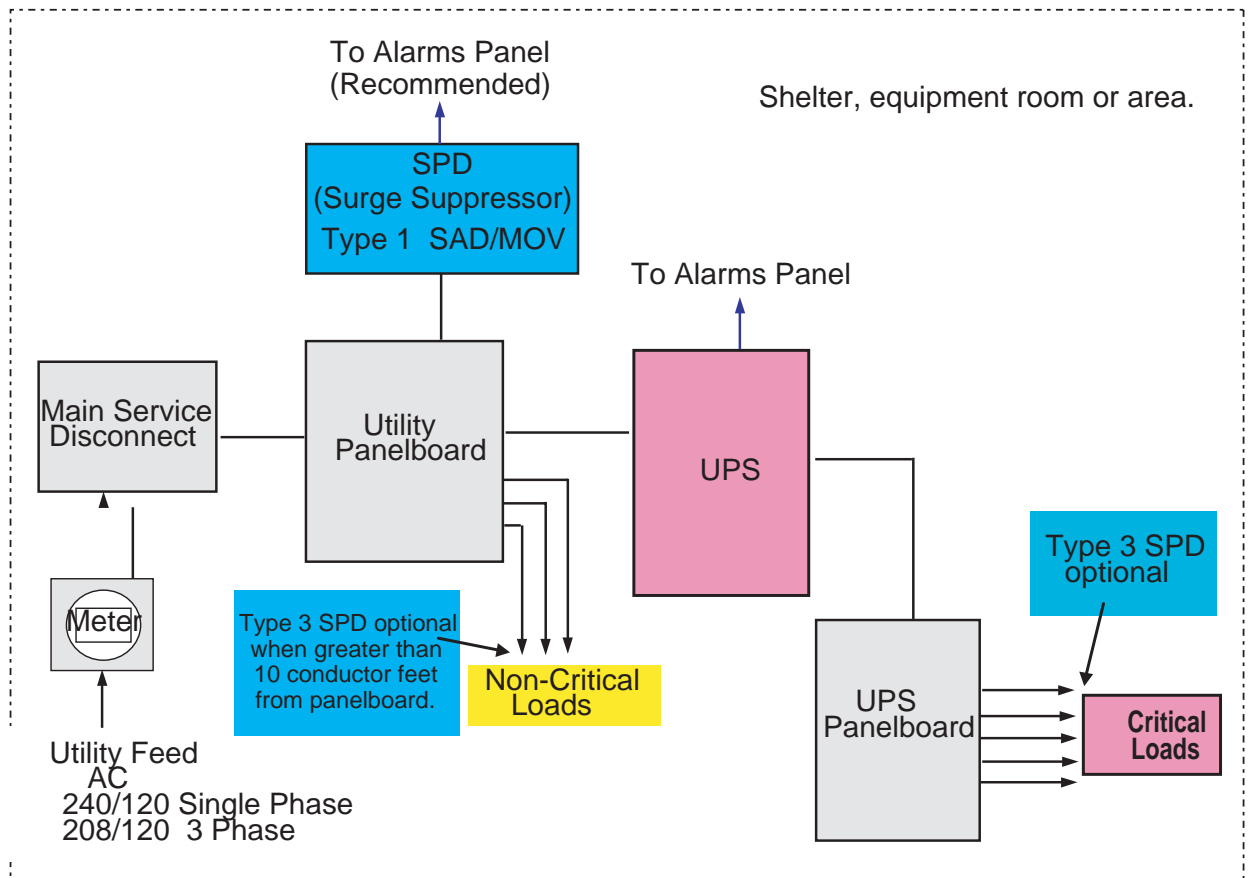 To Alarms Panel
(Recommended)
Shelter, equipment room or area.
SPD
(Surge Suppressor)
Type 1 SAD/MOV
To Alarms Panel
Main Service
Disconnect
Utility
Panelboard
UPS
Type 3 SPD
optional
Meter
Type 3 SPD optional
when greater than
10 conductor feet
from panelboard.
Non-Critical
Loads
UPS
Panelboard
Critical
Loads
Utility Feed
AC
240/120 Single Phase
208/120 3 Phase